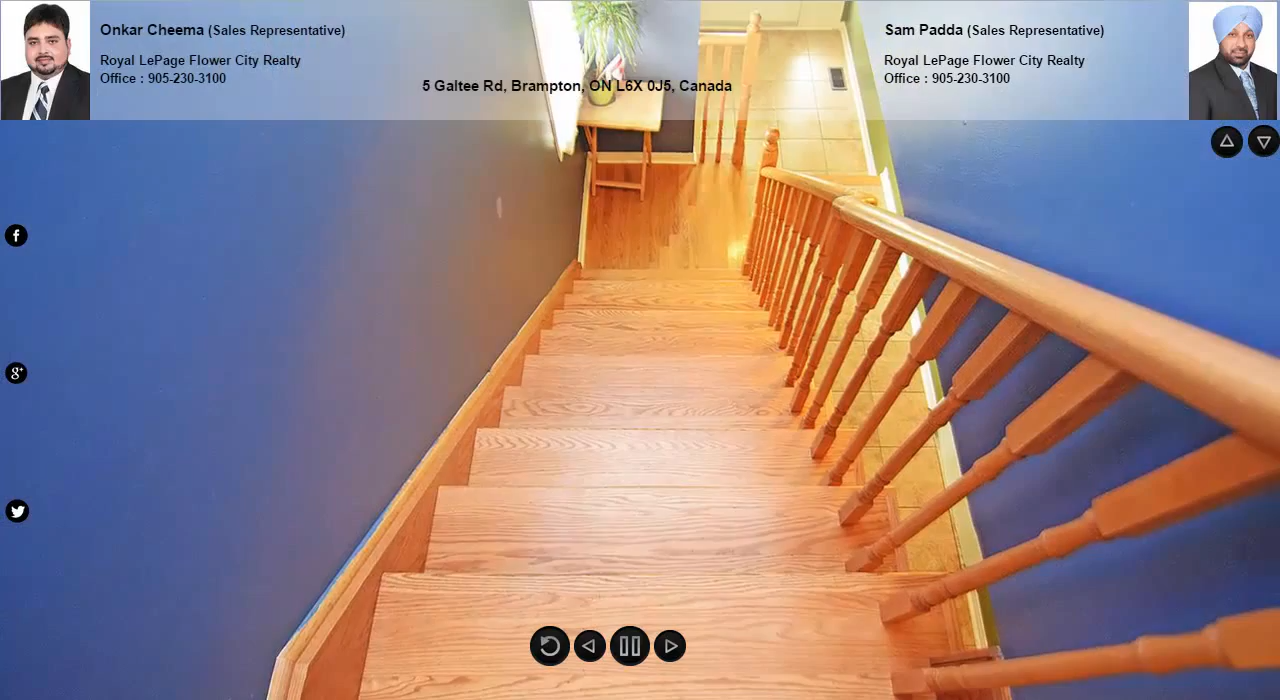 Onkar Cheema (Sales Representative)
Royal LePage Flower City Realty
Office : 905-230-3100
5 Galtee Rd, Brampton, ON L6X 0J5, Canada
Sam Padda (Sales Representative)
Royal LePage Flower City Realty
Office : 905-230-3100